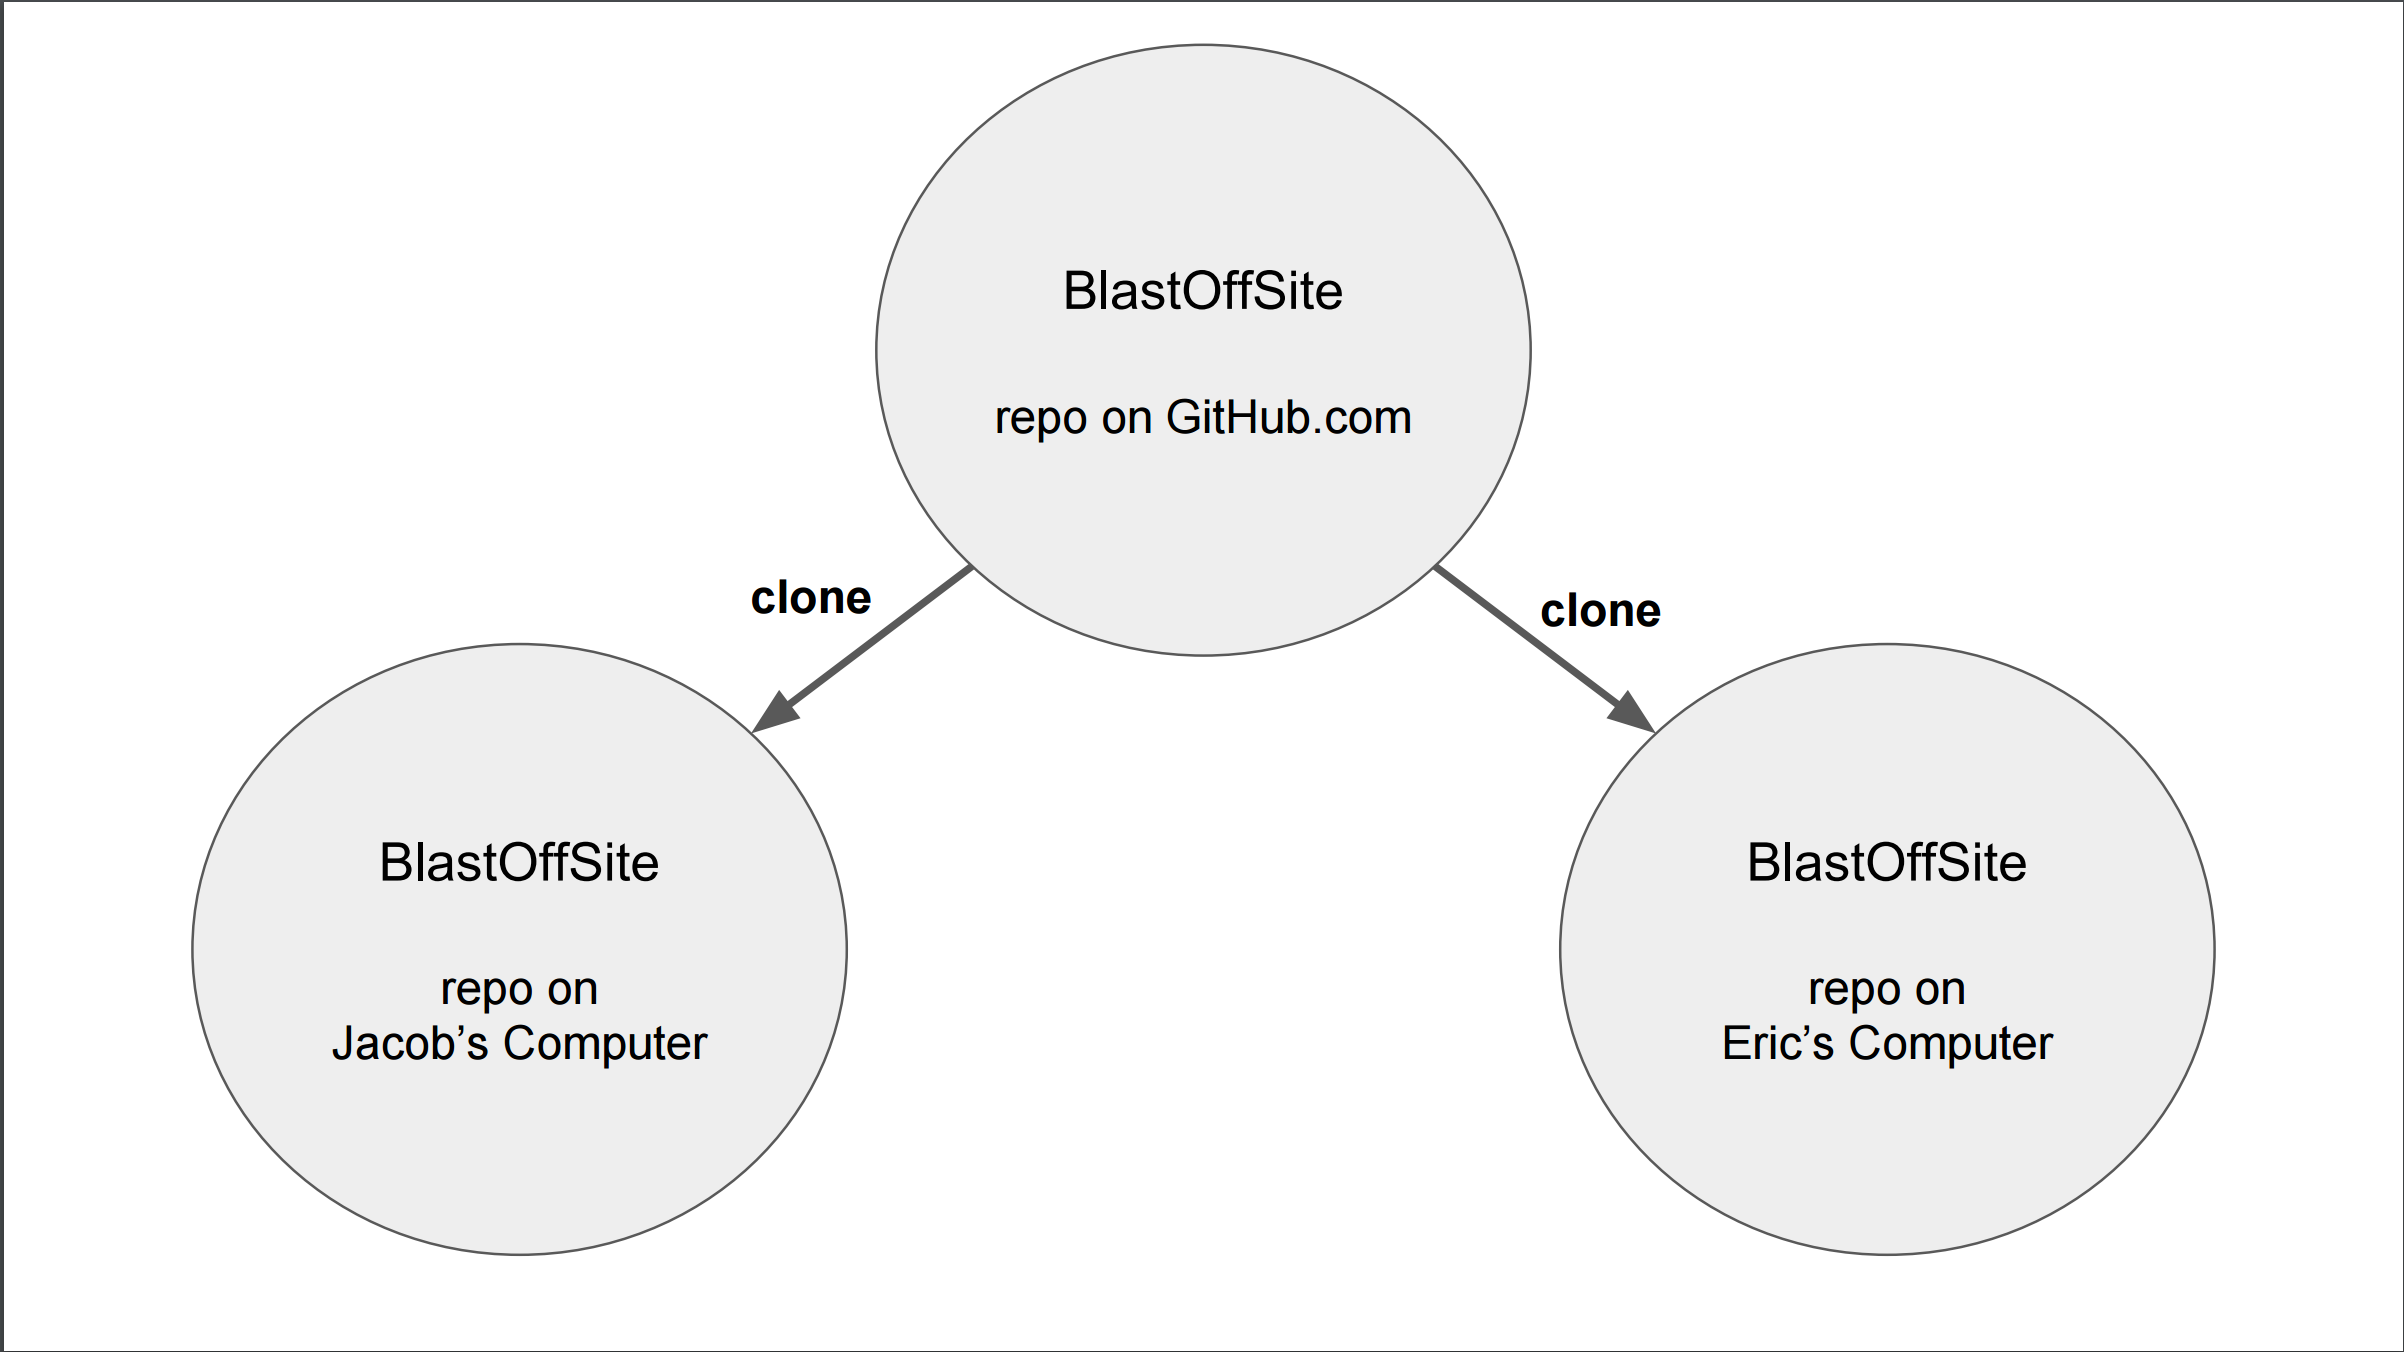 BlastOffSite
repo on GitHub.com
clone
clone
BlastOffSite
repo on
Jacob’s Computer
BlastOffSite
repo on
Eric’s Computer